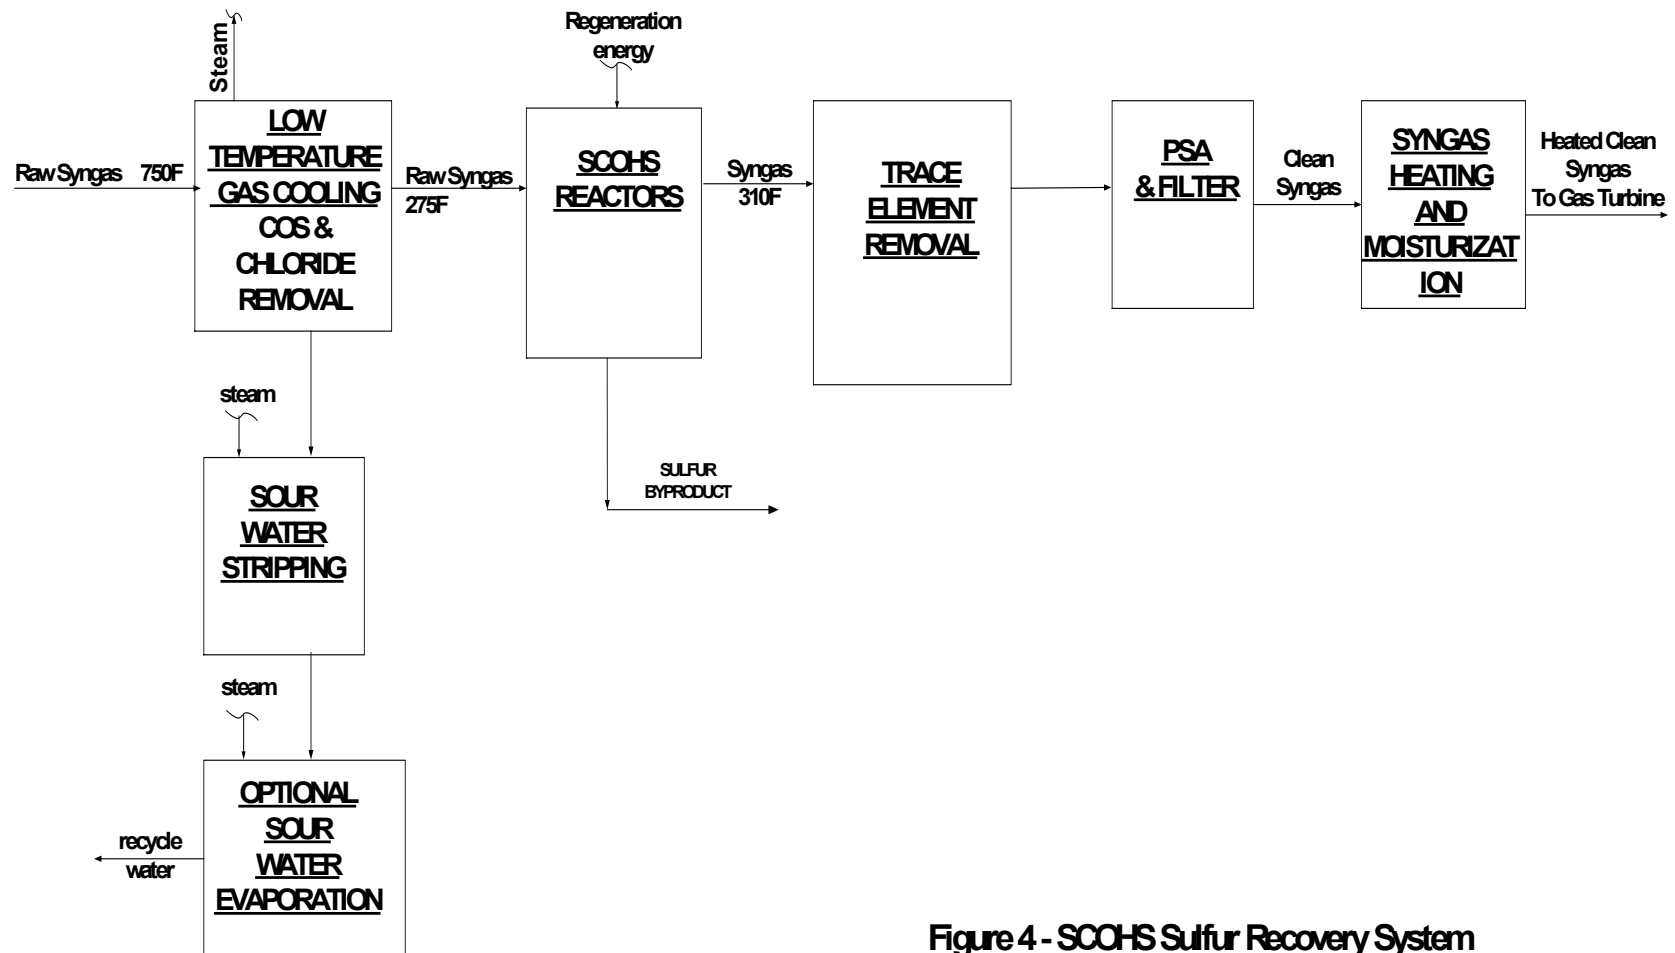 Steam
Regeneration
energy
Raw Syngas 750F
LOW
TEMPERATURE
GAS COOLING
COS &
CHLORIDE
REMOVAL
Raw Syngas
275F
SCOHS
REACTORS
Syngas
310F
TRACE
ELEMENT
REMOVAL
PSA
& FILTER
Clean
Syngas
SYNGAS
HEATING
AND
MOISTURIZAT
ION
Heated Clean
Syngas
To Gas Turbine
steam
SULFUR
BYPRODUCT
SOUR
WATER
STRIPPING
steam
OPTIONAL
SOUR
WATER
EVAPORATION
recycle
water
Figure 4 - SCOHS Sulfur Recovery System